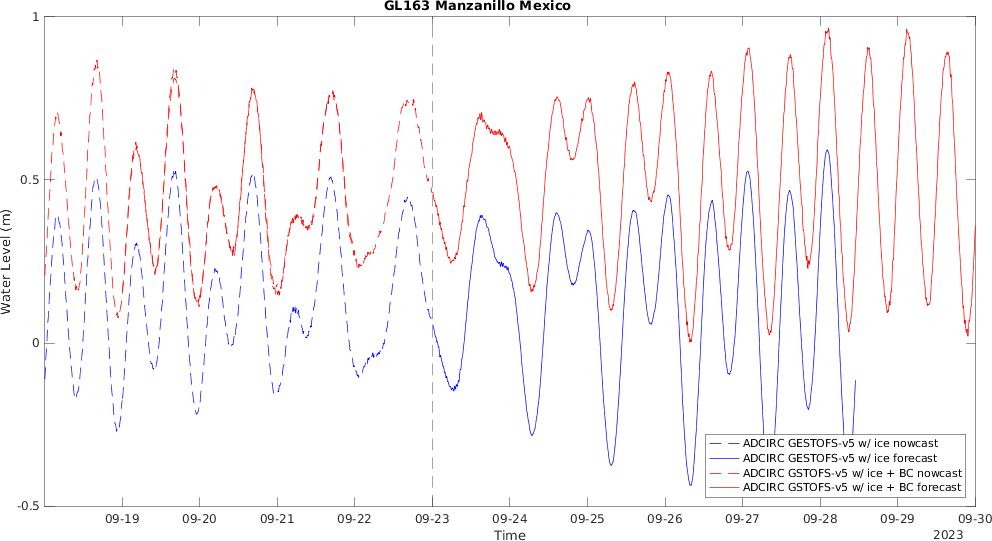 GL163 Manzanillo Mexico
Water Level (m)
1
0.5
0
-0.5
09-19 09-20 09-21 09-22 09-23 09-24 09-25 09-26 09-27 09-28 09-29 09-30
Time
2023
ADCIRC GESTOFS-v5 w/ ice nowcast
ADCIRC GESTOFS-v5 w/ ice forecast
ADCIRC GSTOFS-v5 w/ ice + BC nowcast
ADCIRC GSTOFS-v5 w/ ice + BC forecast